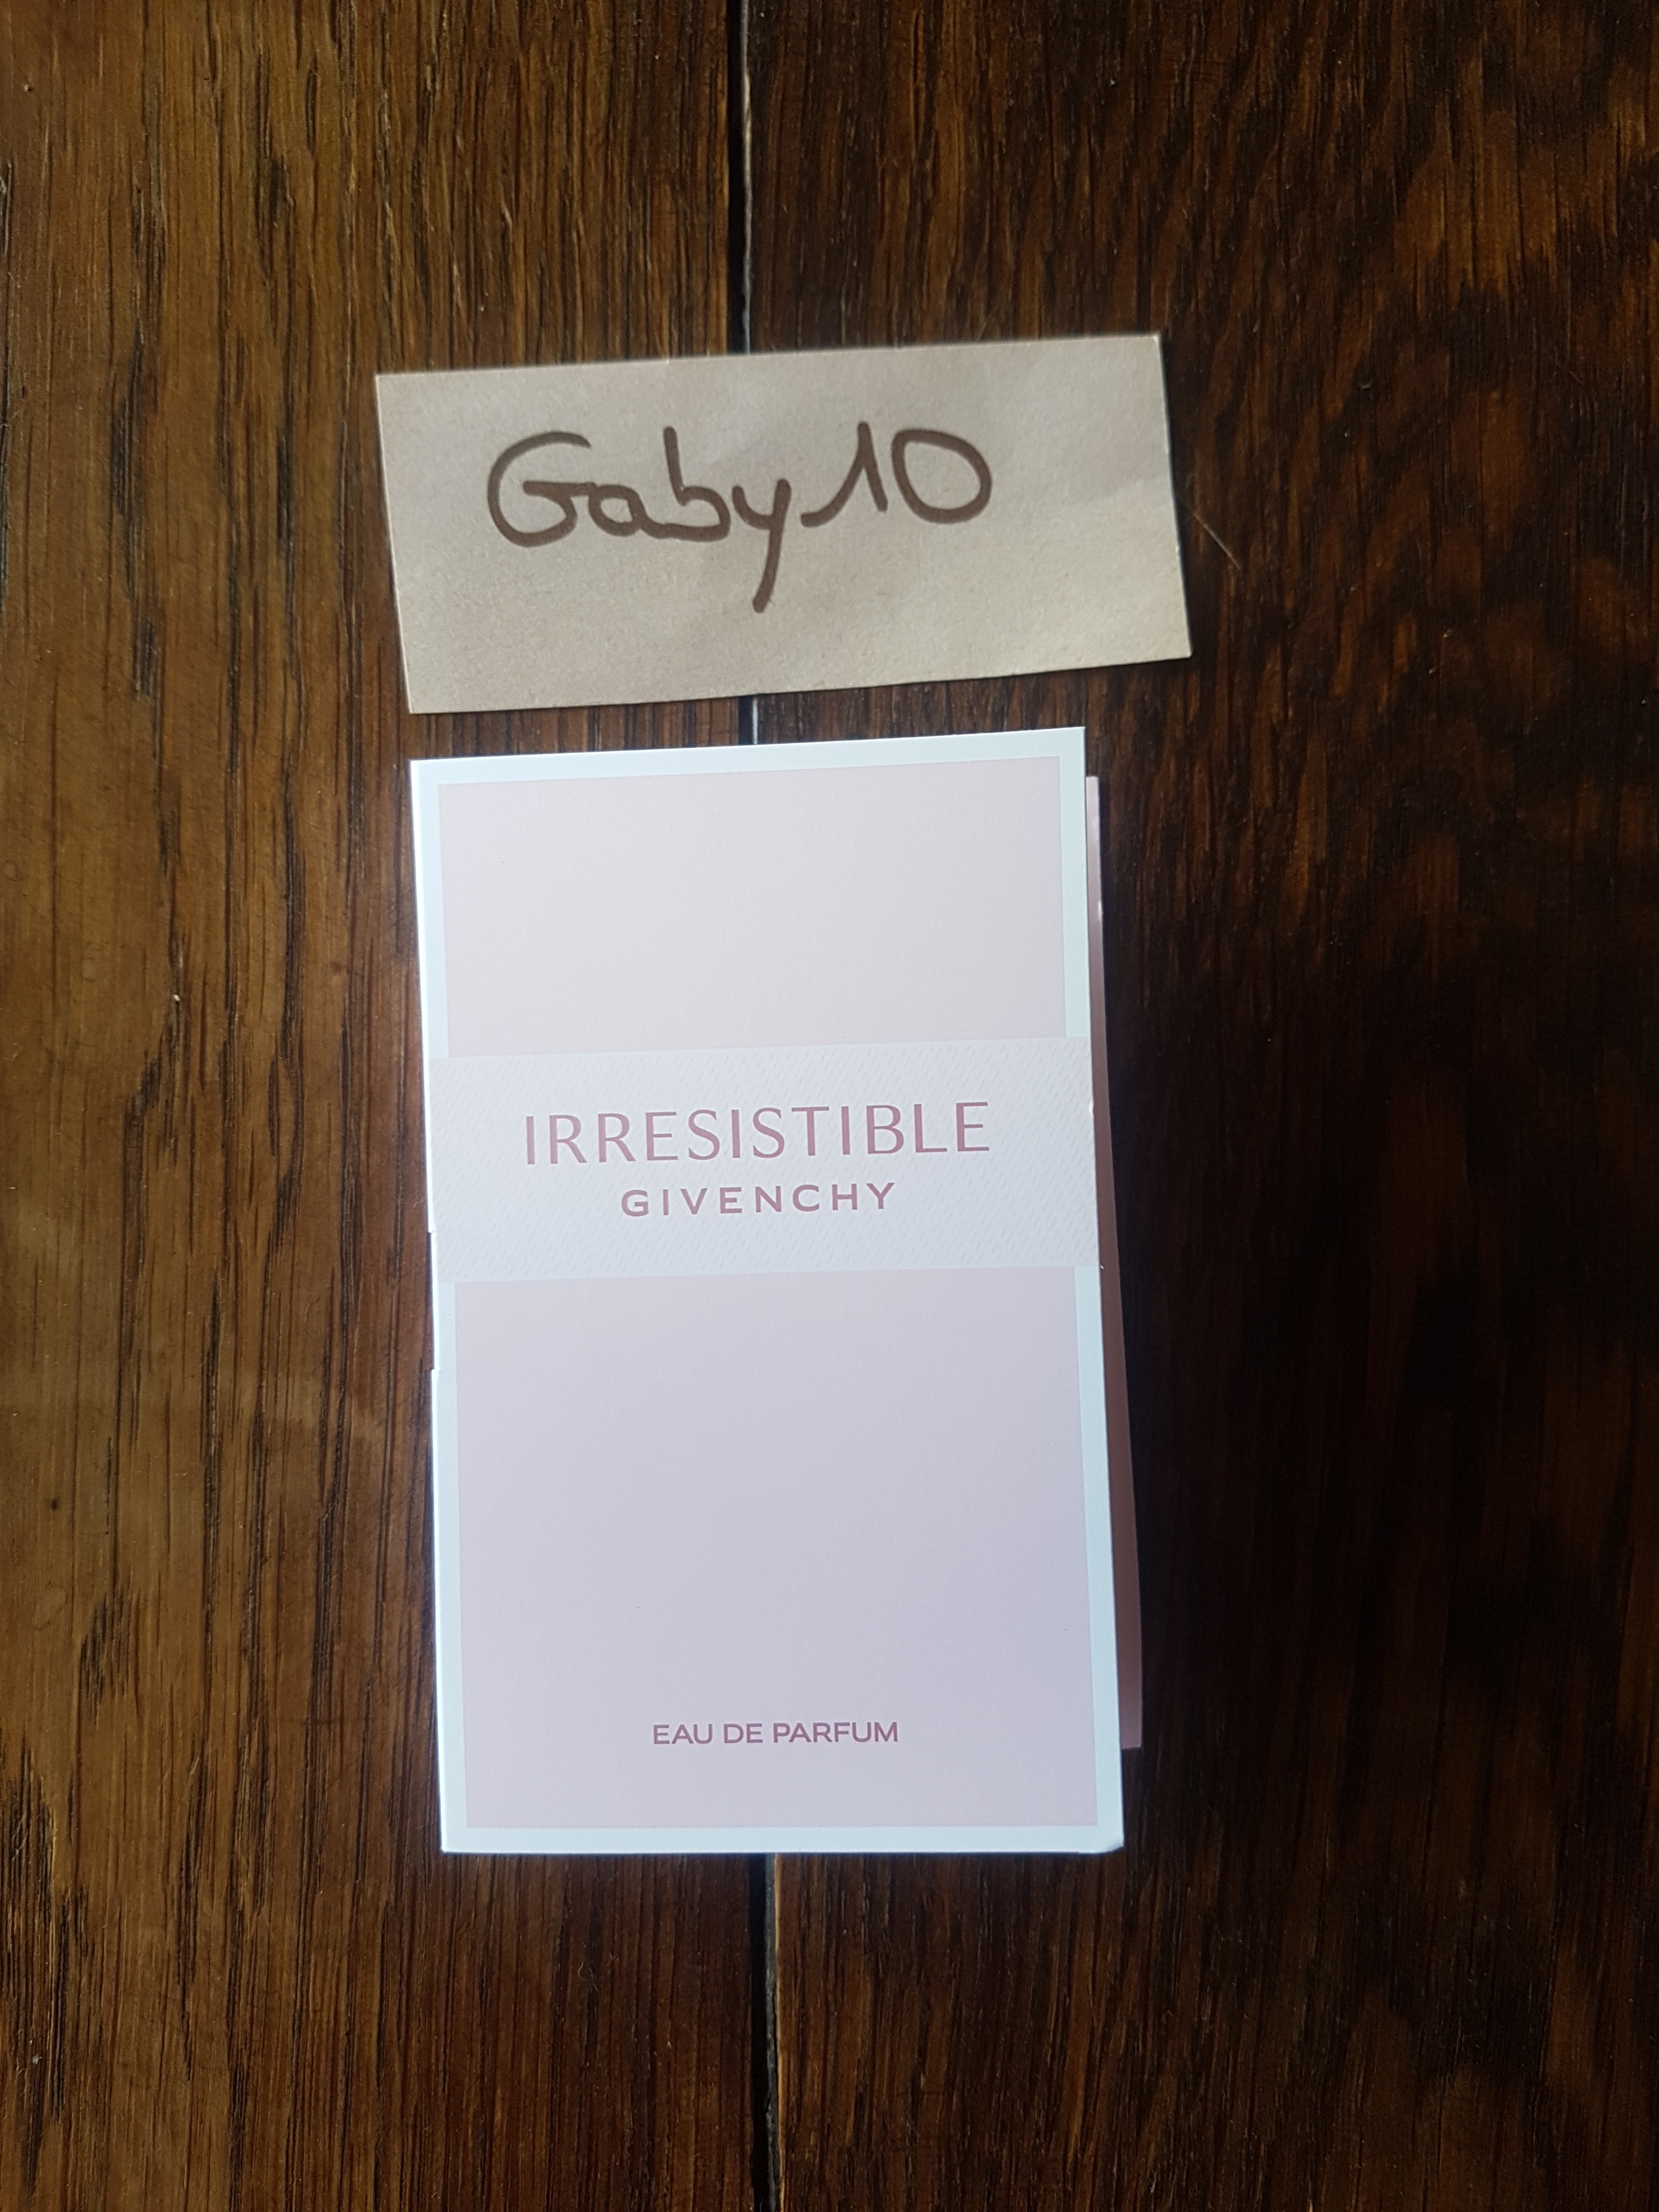 Gaby10
IRRESISTIBLE
GIVENCHY
EAU DE PARFUM